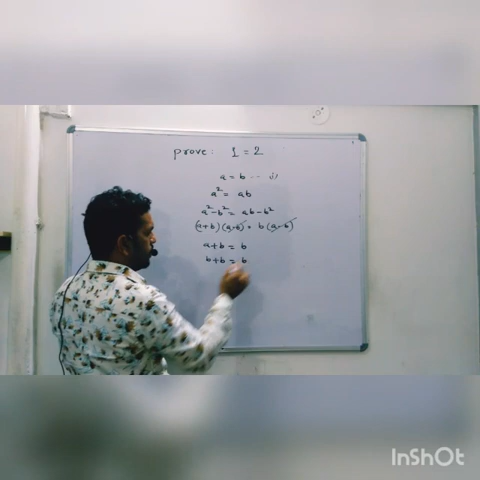 prove: 1 = 2
a = b -- (i)
a² = ab
a² - b² = ab - b²
(a+b)(a-b) = b(a-b)
a+b = b
b+b = b
InShOt